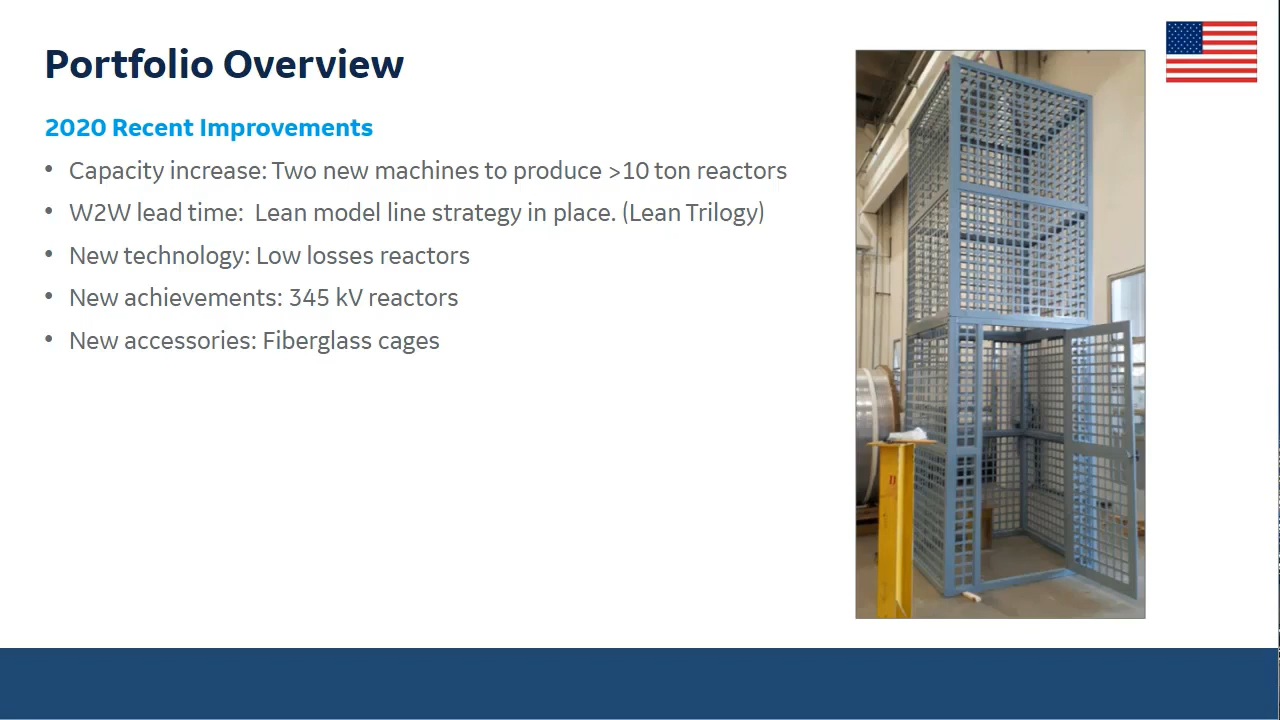 Portfolio Overview
2020 Recent Improvements
• Capacity increase: Two new machines to produce >10 ton reactors
• W2W lead time:  Lean model line strategy in place. (Lean Trilogy)
• New technology: Low losses reactors
• New achievements: 345 kV reactors
• New accessories: Fiberglass cages